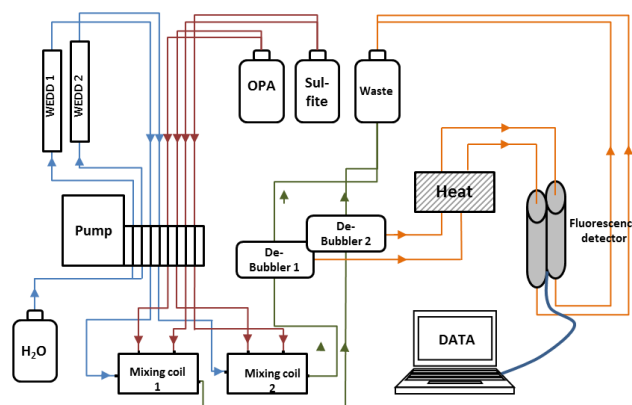 WEDD 1
WEDD 2
OPA
Sul-
fite
Waste
Heat
Pump
De-
Bubbler 2
De-
Bubbler 1
Fluorescenc
detector
H₂O
Mixing coil
1
Mixing coil
2
DATA